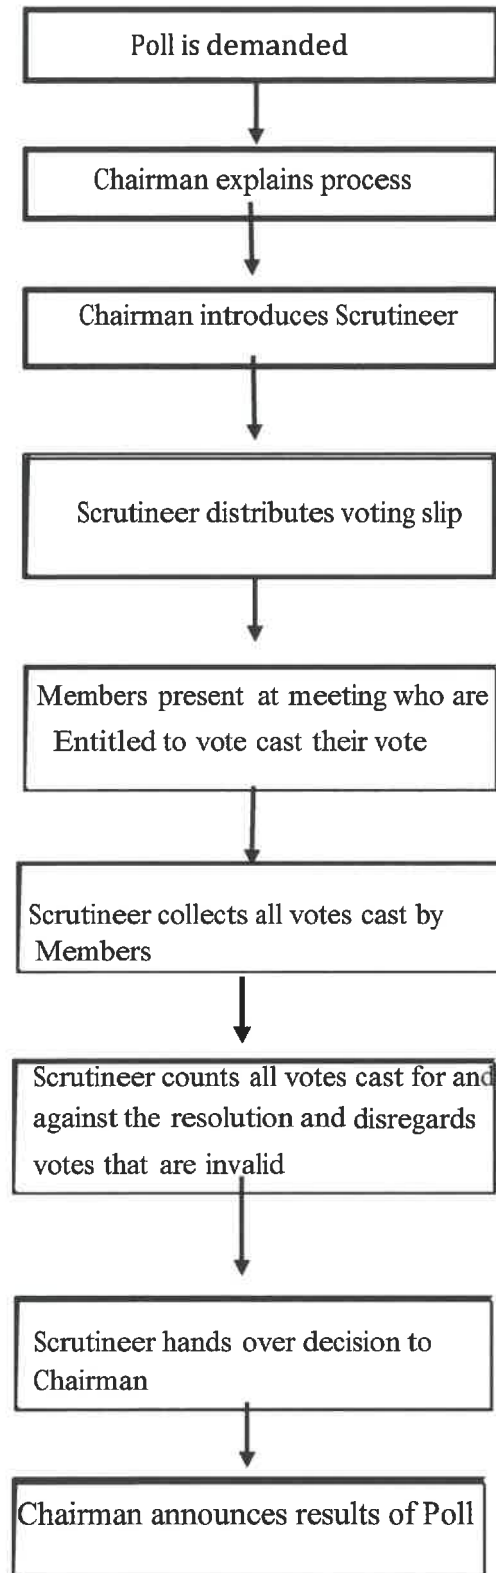 Poll is demanded
Chairman explains process
Chairman introduces Scrutineer
Scrutineer distributes voting slip
Members present at meeting who are
Entitled to vote cast their vote
Scrutineer collects all votes cast by
Members
Scrutineer counts all votes cast for and
against the resolution and disregards
votes that are invalid
Scrutineer hands over decision to
Chairman
Chairman announces results of Poll